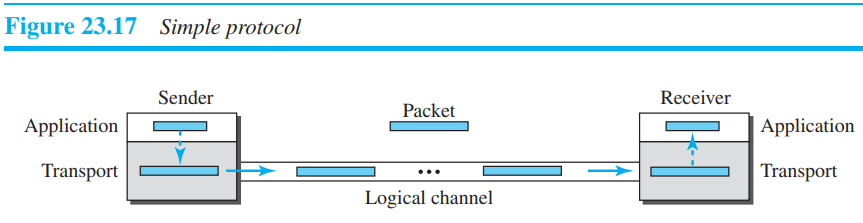 Figure 23.17 Simple protocol
Sender
Packet
Receiver
Application
Application
Transport
Transport
Logical channel